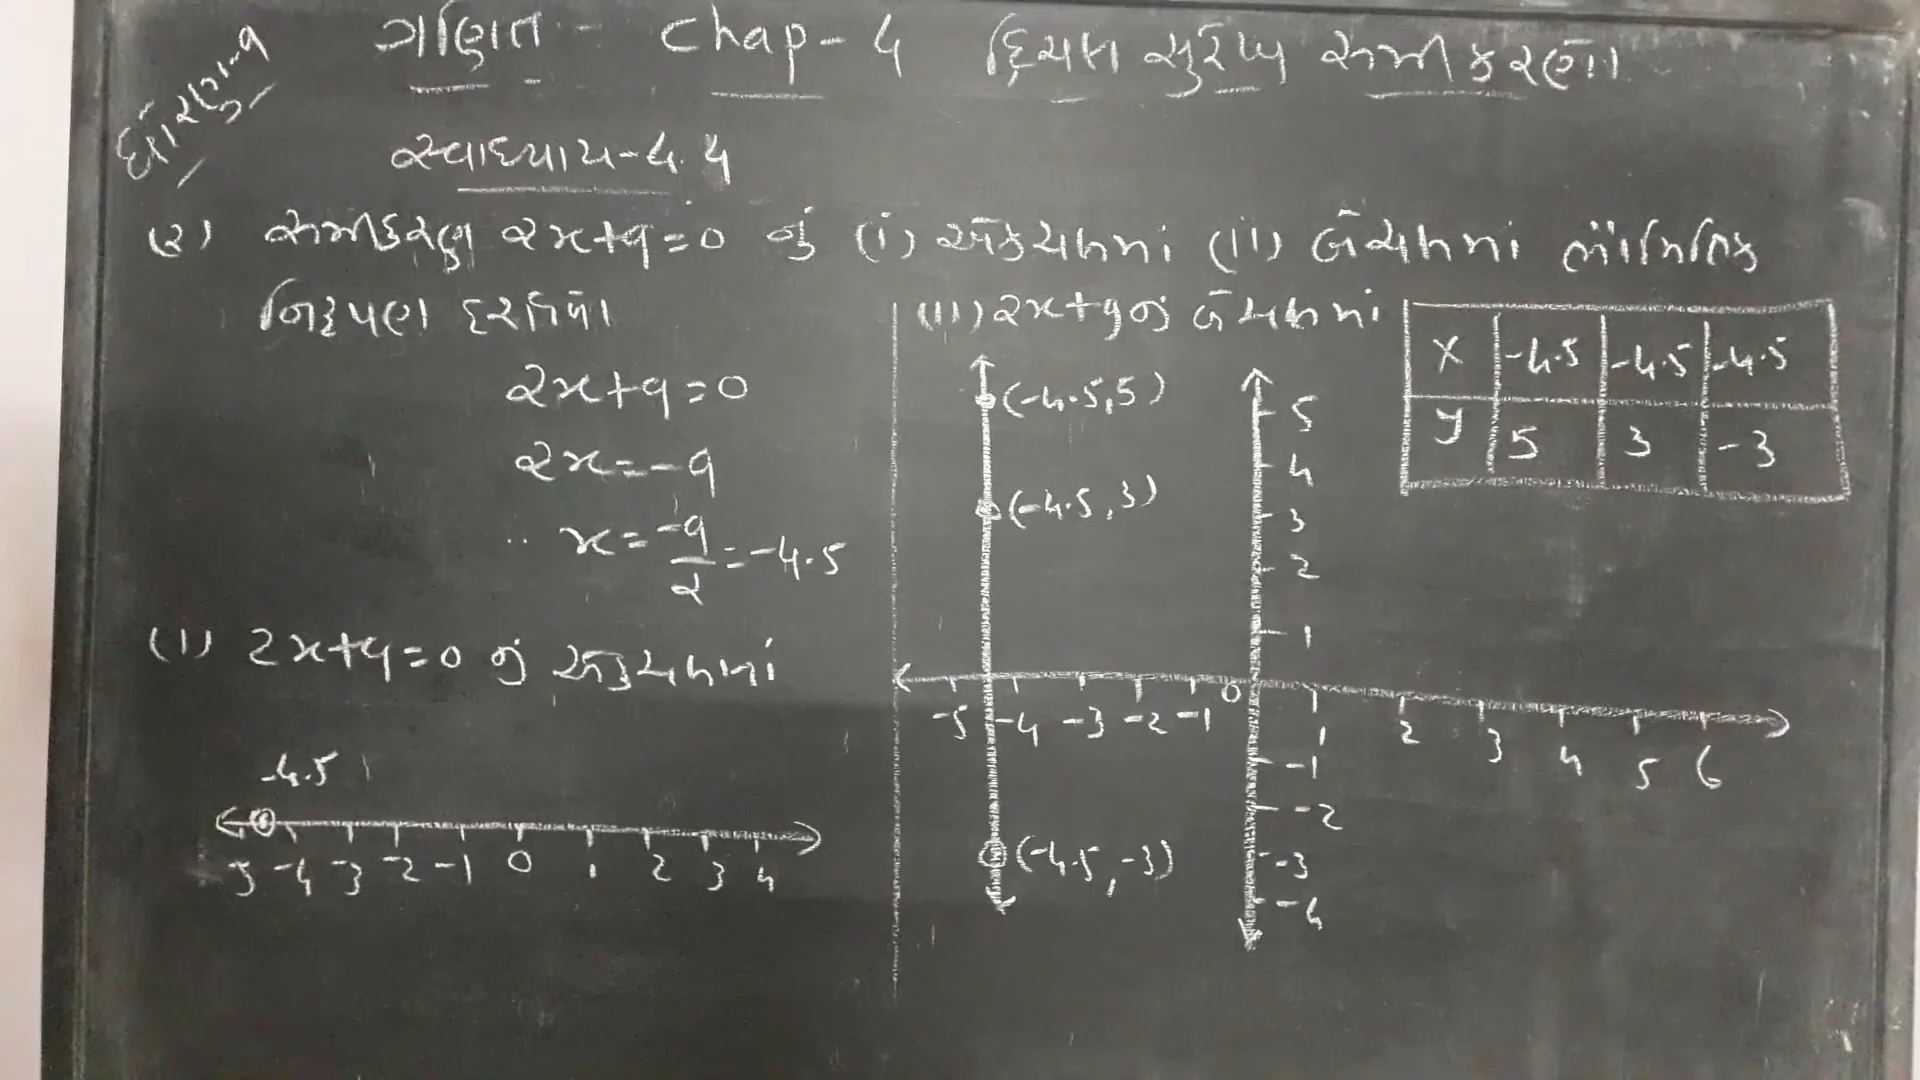 ધોરણ-૧
ગણિત - Chap-4 દ્વિચલ સુરેખ સમીકરણો
સ્વાધ્યાય-4.4
(૨) સમીકરણ 2x+9=0 નું (i) એકચલમાં (ii) બેચલમાં ભૌમિતિક
નિરૂપણ દર્શાવો
2x+9=0
2x=-9
∴ x=-9/2=-4.5
(i) 2x+9=0 નું એકચલમાં
-4.5
-5 -4 -3 -2 -1 0 1 2 3 4
(ii) 2x+9નું બેચલમાં
X -4.5 -4.5 -4.5
y 5 3 -3
(-4.5,5)
(-4.5,3)
(-4.5,-3)
5
4
3
2
1
-5 -4 -3 -2 -1 0 1 2 3 4 5 6
-1
-2
-3
-4